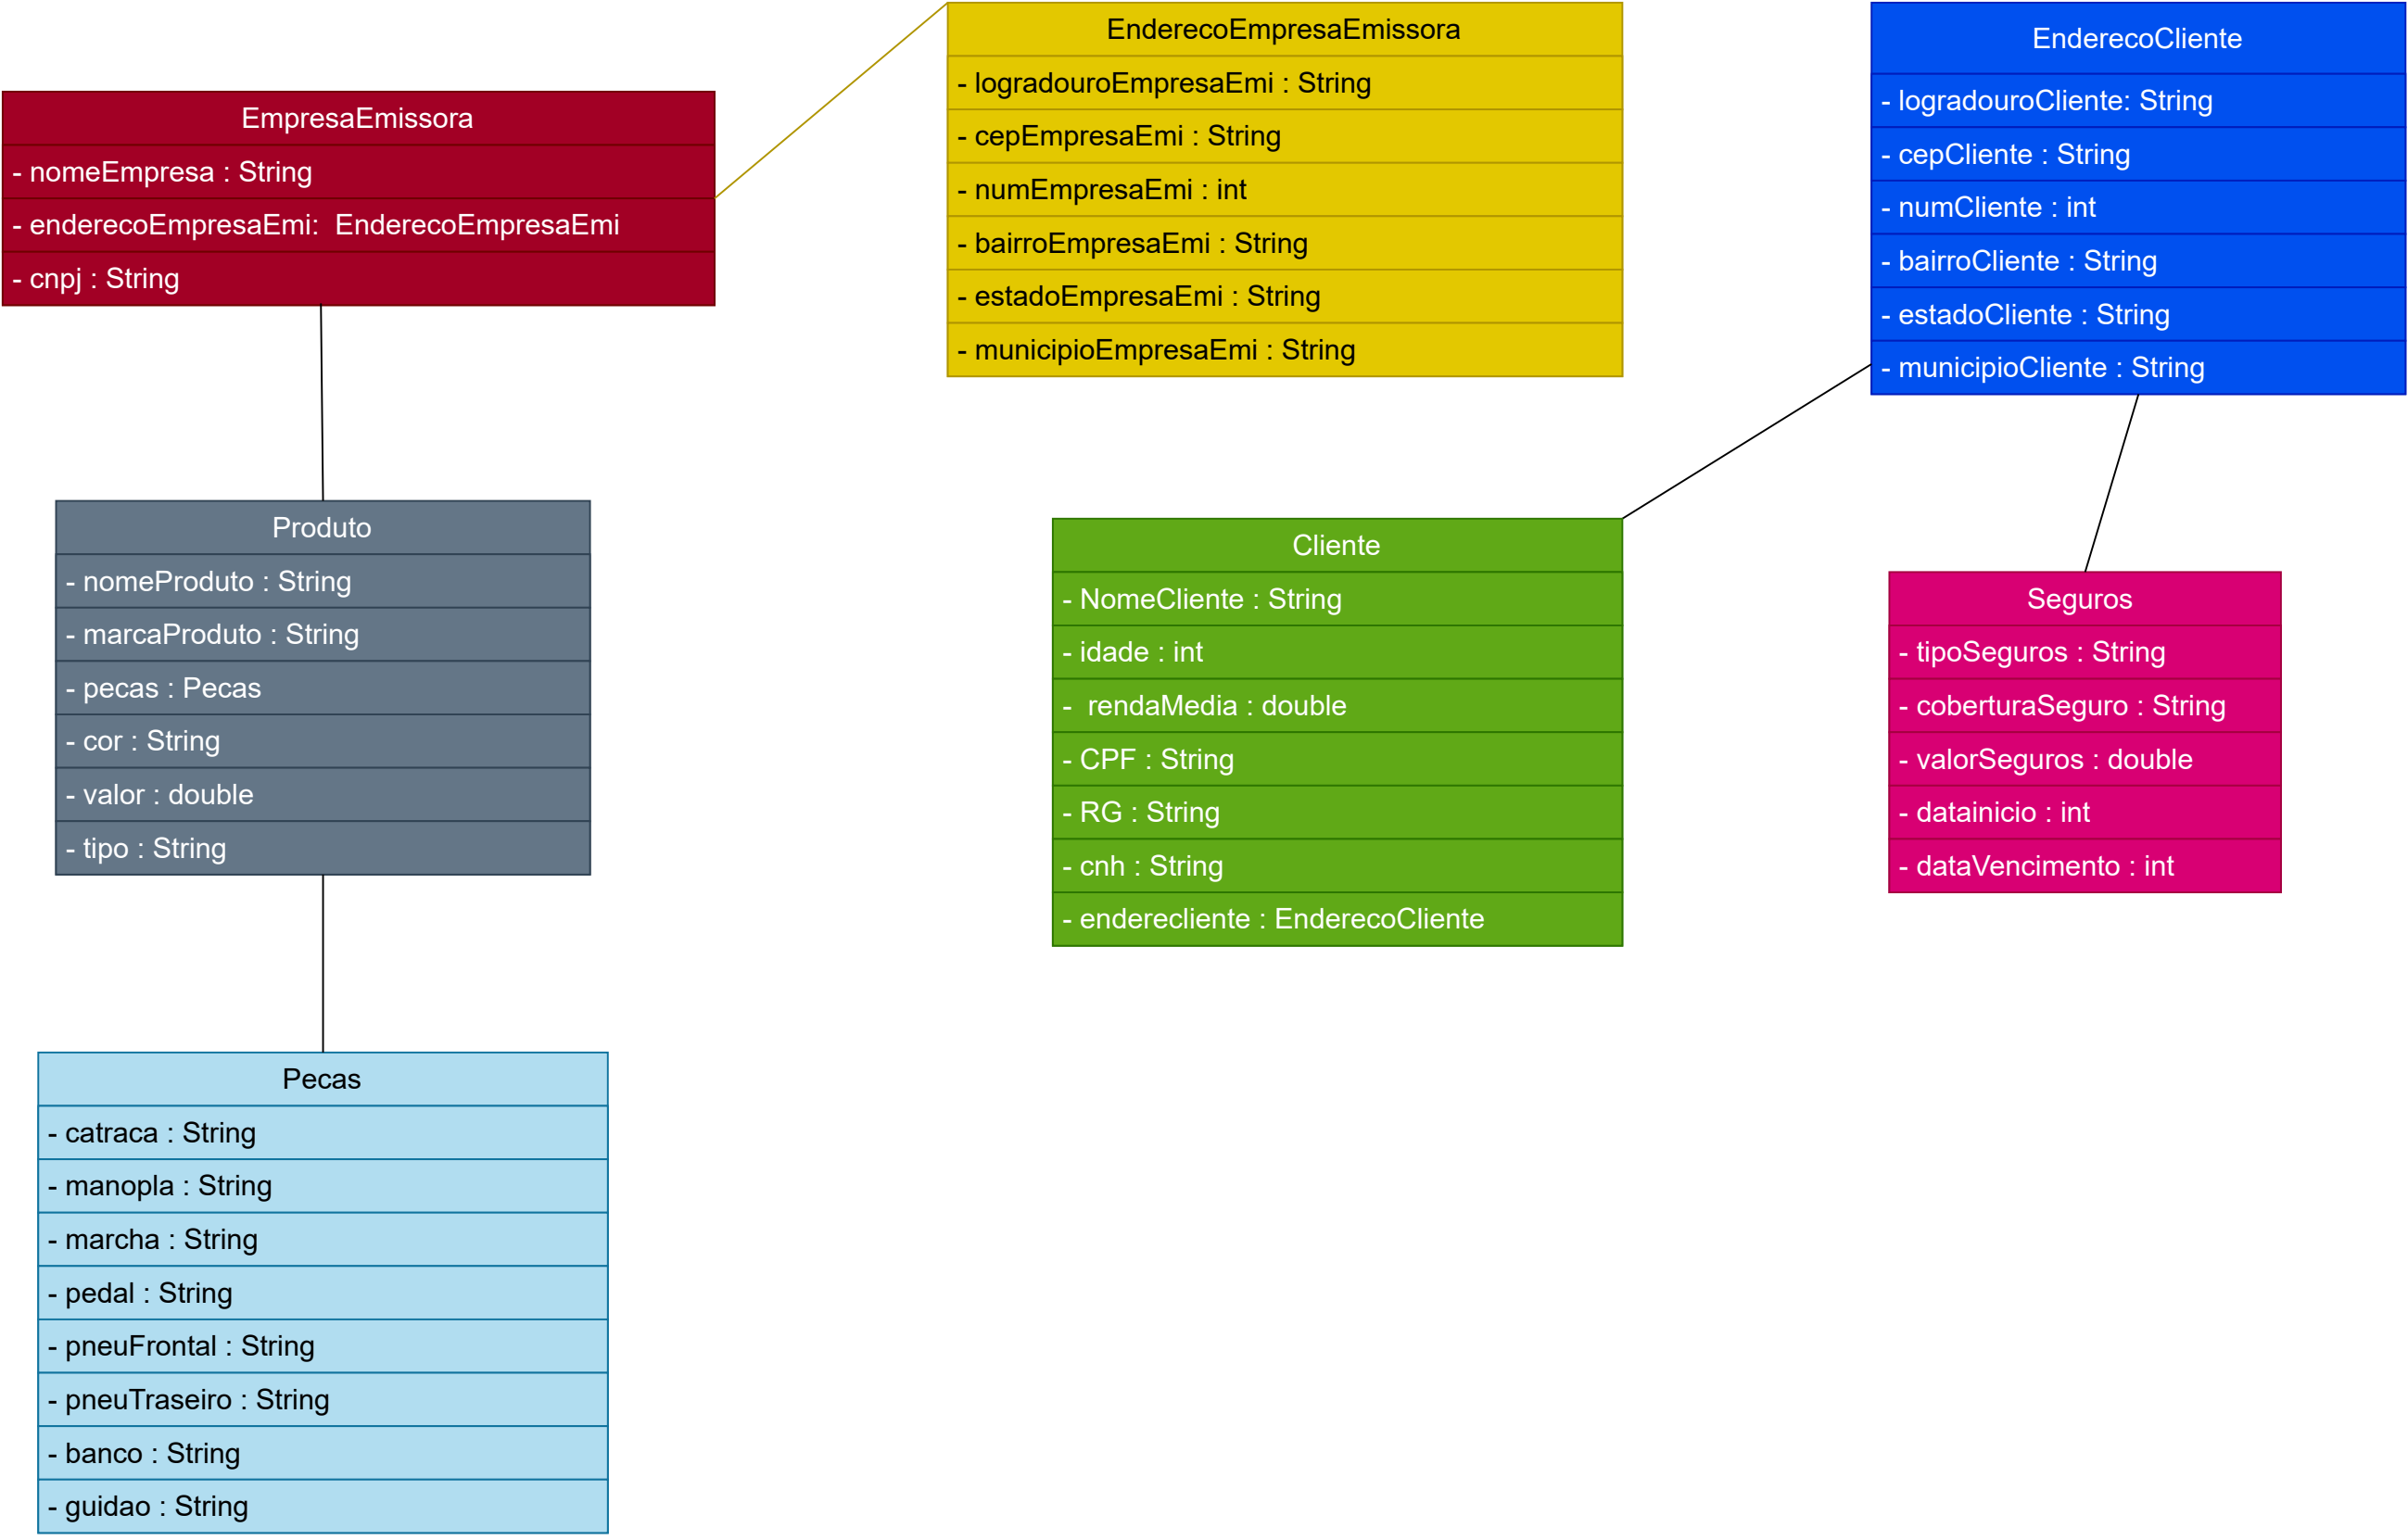 EmpresaEmissora
- nomeEmpresa : String
- enderecoEmpresaEmi:  EnderecoEmpresaEmi
- cnpj : String
EnderecoEmpresaEmissora
- logradouroEmpresaEmi : String
- cepEmpresaEmi : String
- numEmpresaEmi : int
- bairroEmpresaEmi : String
- estadoEmpresaEmi : String
- municipioEmpresaEmi : String
EnderecoCliente
- logradouroCliente: String
- cepCliente : String
- numCliente : int
- bairroCliente : String
- estadoCliente : String
- municipioCliente : String
Produto
- nomeProduto : String
- marcaProduto : String
- pecas : Pecas
- cor : String
- valor : double
- tipo : String
Cliente
- NomeCliente : String
- idade : int
-  rendaMedia : double
- CPF : String
- RG : String
- cnh : String
- enderecliente : EnderecoCliente
Seguros
- tipoSeguros : String
- coberturaSeguro : String
- valorSeguros : double
- datainicio : int
- dataVencimento : int
Pecas
- catraca : String
- manopla : String
- marcha : String
- pedal : String
- pneuFrontal : String
- pneuTraseiro : String
- banco : String
- guidao : String